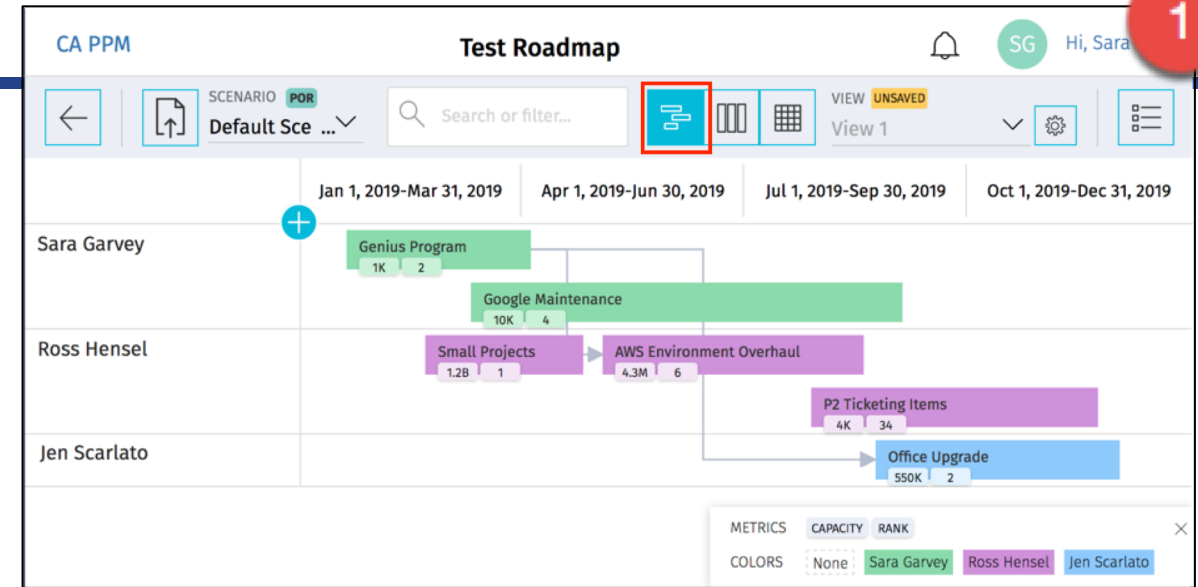 1
CA PPM
Test Roadmap
SG
Hi, Sara
SCENARIO POR
Default Sce ...
Search or filter...
VIEW UNSAVED
View 1
Jan 1, 2019-Mar 31, 2019
Apr 1, 2019-Jun 30, 2019
Jul 1, 2019-Sep 30, 2019
Oct 1, 2019-Dec 31, 2019
Sara Garvey
Genius Program
1K 2
Google Maintenance
10K 4
Ross Hensel
Small Projects
1.2B 1
AWS Environment Overhaul
4.3M 6
P2 Ticketing Items
4K 34
Jen Scarlato
Office Upgrade
550K 2
METRICS CAPACITY RANK
COLORS None Sara Garvey Ross Hensel Jen Scarlato